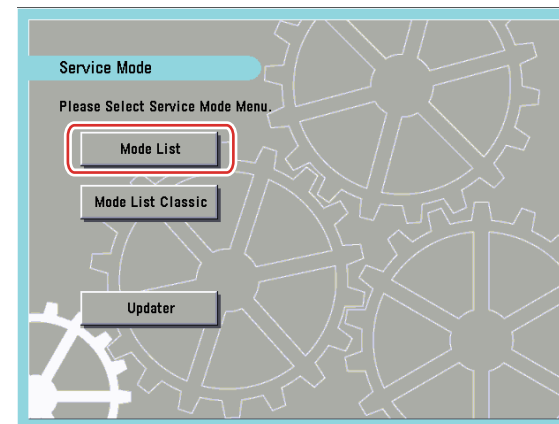 Service Mode
Please Select Service Mode Menu.
Mode List
Mode List Classic
Updater